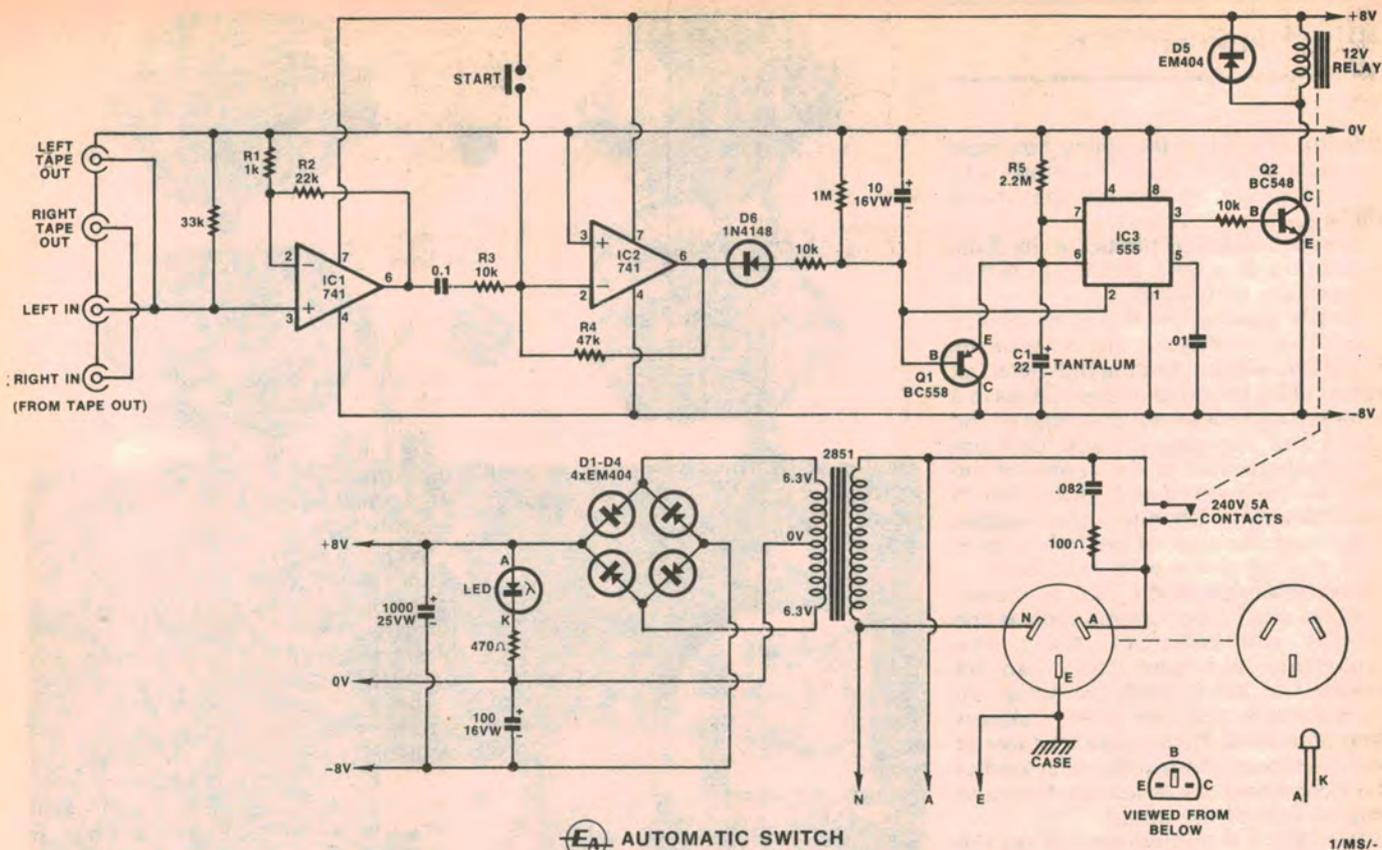 +8V
D5
EM404
12V
RELAY
START
0V
LEFT
TAPE
OUT
R1
1k
R2
22k
RIGHT
TAPE
OUT
33k
2
−
7
IC1
741
6
+
3
4
0.1
R3
10k
3
+
7
IC2
741
6
−
2
4
R4
47k
D6
1N4148
10k
1M
10
16VW
+
−
R5
2.2M
4
8
7
3
IC3
555
6
5
2
1
10k
Q2
BC548
B
C
E
LEFT IN
RIGHT IN
(FROM TAPE OUT)
B
E
C
Q1
BC558
C1
22
+
−
TANTALUM
.01
−8V
D1-D4
4xEM404
6.3V
2851
0V
6.3V
.082
100Ω
240V 5A
CONTACTS
+8V
1000
25VW
+
−
A
LED
λ
K
470Ω
0V
100
16VW
+
−
−8V
N
A
E
CASE
N
A
E
B
E
C
VIEWED FROM
BELOW
K
A
EA AUTOMATIC SWITCH
1/MS/-